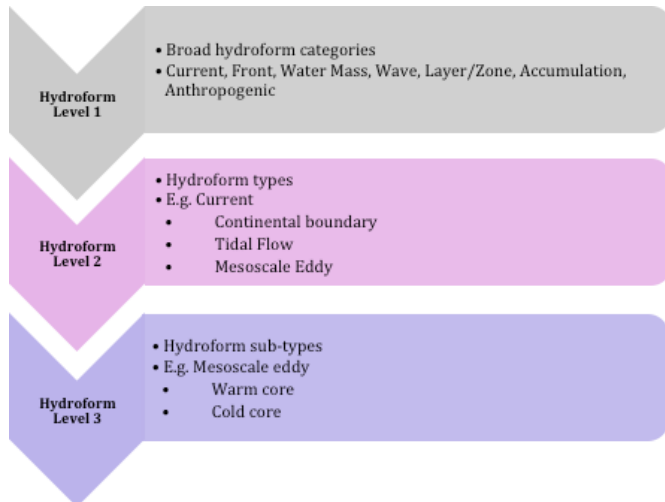 Hydroform
Level 1
• Broad hydroform categories
• Current, Front, Water Mass, Wave, Layer/Zone, Accumulation,
Anthropogenic
Hydroform
Level 2
• Hydroform types
• E.g. Current
• Continental boundary
• Tidal Flow
• Mesoscale Eddy
Hydroform
Level 3
• Hydroform sub-types
• E.g. Mesoscale eddy
• Warm core
• Cold core